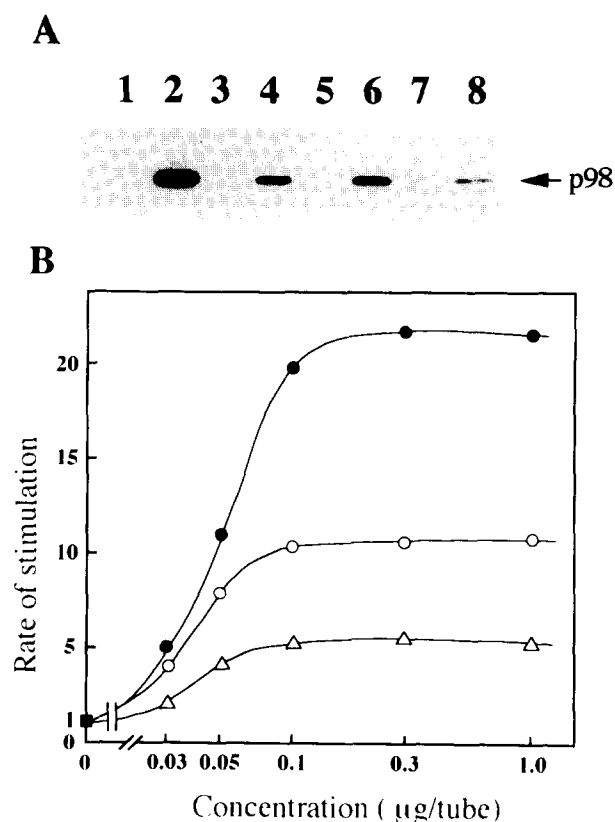 A
1 2 3 4 5 6 7 8
p98
B
20
15
10
5
1
0
Rate of stimulation
0 0.03 0.05 0.1 0.3 1.0
Concentration ( μg/tube)